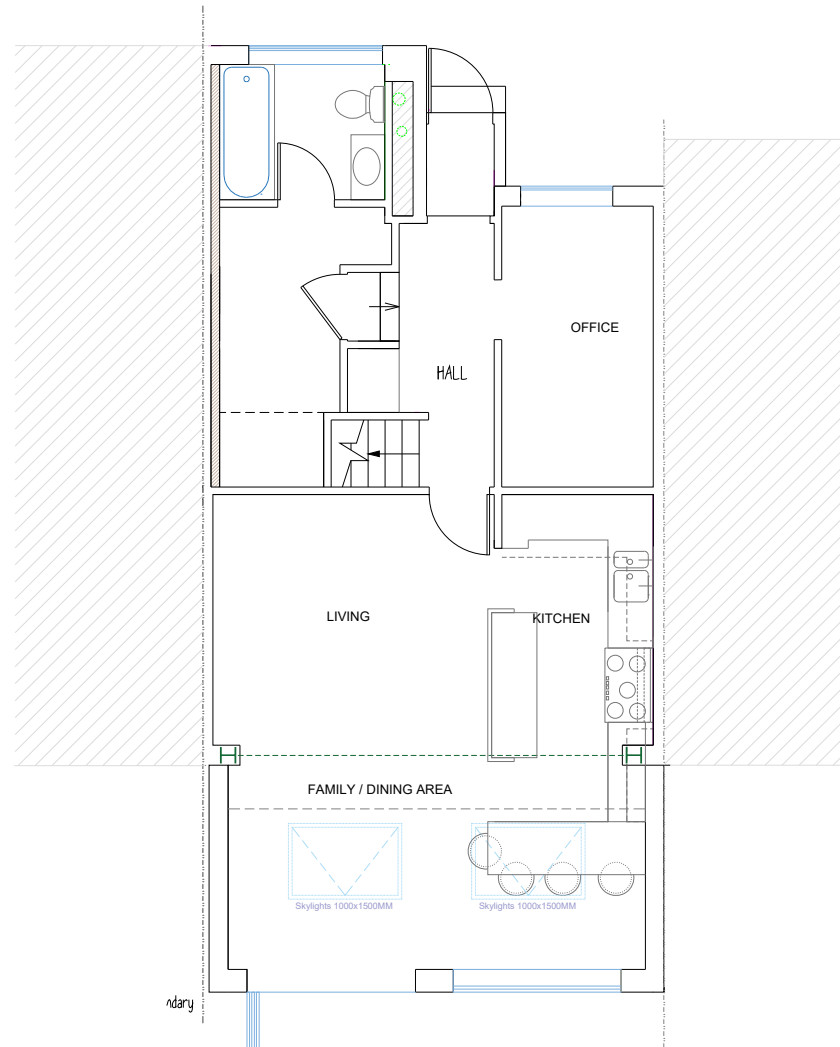 OFFICE
HALL
LIVING
KITCHEN
FAMILY / DINING AREA
Skylights 1000x1500MM
Skylights 1000x1500MM
ndary